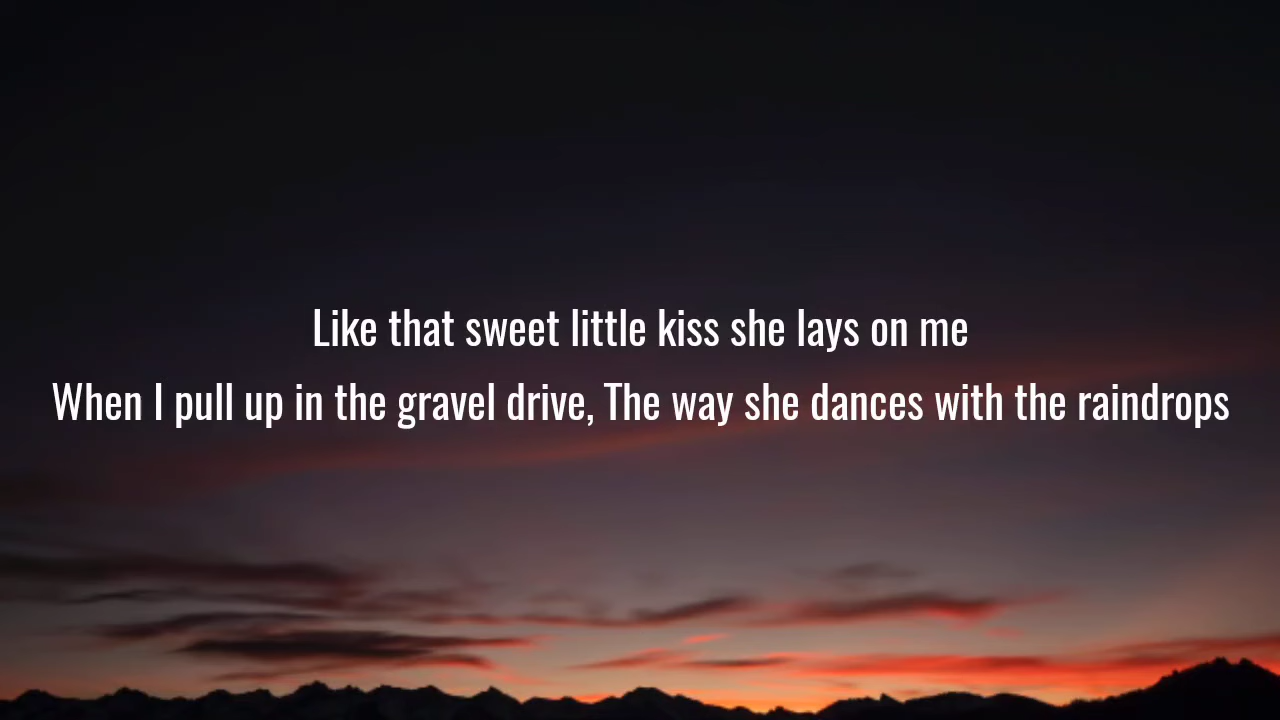 Like that sweet little kiss she lays on me
When I pull up in the gravel drive, The way she dances with the raindrops